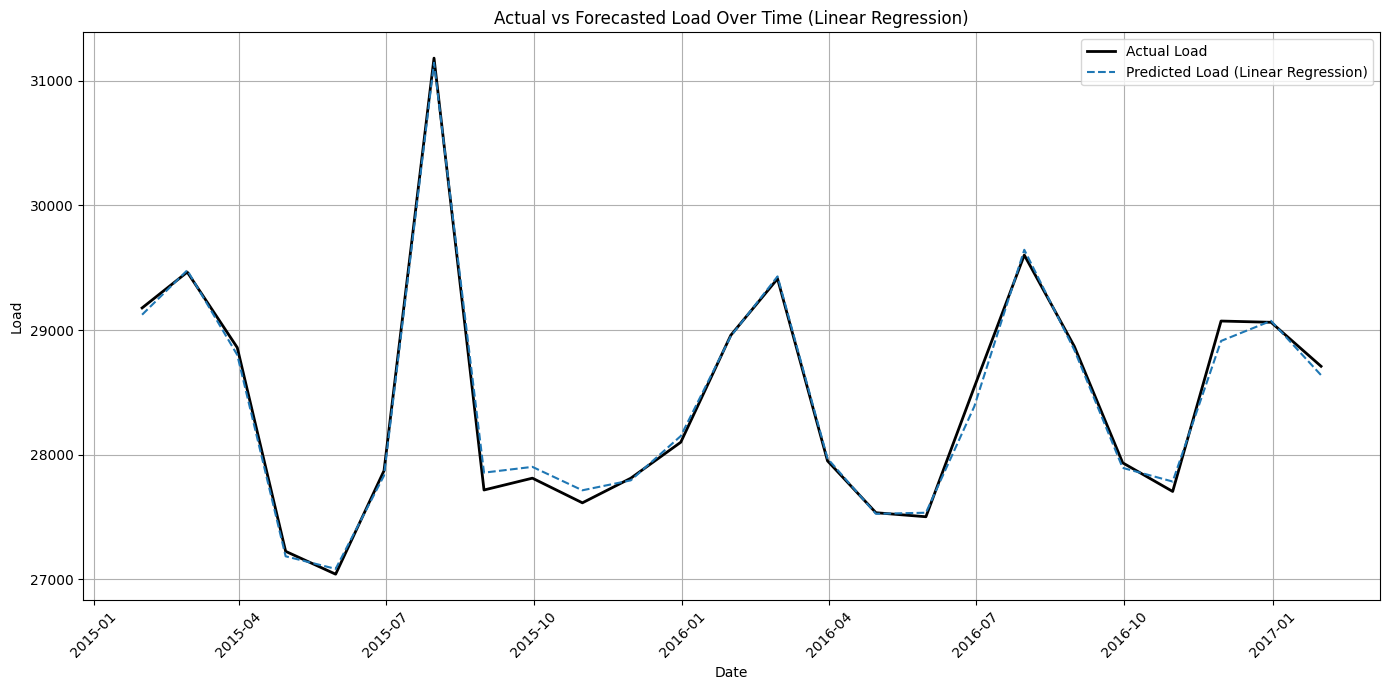 Actual vs Forecasted Load Over Time (Linear Regression)
Actual Load
Predicted Load (Linear Regression)
31000
30000
29000
28000
27000
Load
2015-01
2015-04
2015-07
2015-10
2016-01
2016-04
2016-07
2016-10
2017-01
Date